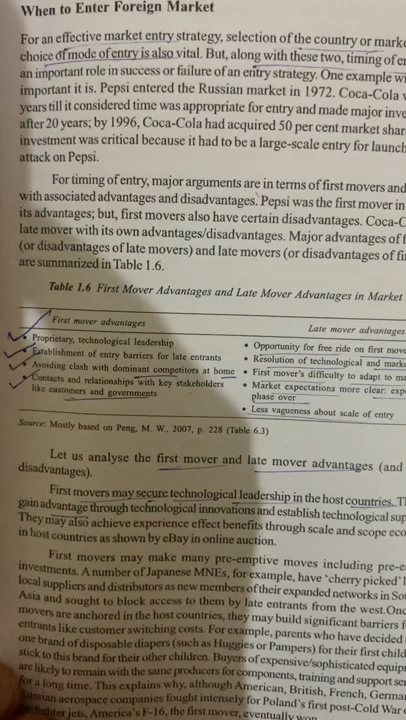 When to Enter Foreign Market
For an effective market entry strategy, selection of the country or marke
choice of mode of entry is also vital. But, along with these two, timing of en
an important role in success or failure of an entry strategy. One example wi
important it is. Pepsi entered the Russian market in 1972. Coca-Cola
years till it considered time was appropriate for entry and made major inve
after 20 years; by 1996, Coca-Cola had acquired 50 per cent market shar
investment was critical because it had to be a large-scale entry for launch
attack on Pepsi.
For timing of entry, major arguments are in terms of first movers and
with associated advantages and disadvantages. Pepsi was the first mover in
its advantages; but, first movers also have certain disadvantages. Coca-C
late mover with its own advantages/disadvantages. Major advantages of f
(or disadvantages of late movers) and late movers (or disadvantages of fi
are summarized in Table 1.6.
Table 1.6 First Mover Advantages and Late Mover Advantages in Market
First mover advantages
Late mover advantages
• Proprietary, technological leadership
• Establishment of entry barriers for late entrants
• Avoiding clash with dominant competitors at home
• Contacts and relationships with key stakeholders
like customers and governments
• Opportunity for free ride on first move
• Resolution of technological and marke
• First mover's difficulty to adapt to ma
• Market expectations more clear: exp
phase over
• Less vagueness about scale of entry
Source: Mostly based on Peng, M. W., 2007, p. 228 (Table 6.3)
Let us analyse the first mover and late mover advantages (and
disadvantages).
First movers may secure technological leadership in the host countries. T
gain advantage through technological innovations and establish technological sup
They may also achieve experience effect benefits through scale and scope eco
in host countries as shown by eBay in online auction.
First movers may make many pre-emptive moves including pre-e
investments. A number of Japanese MNEs, for example, have 'cherry picked' l
local suppliers and distributors as new members of their expanded networks in Sou
Asia and sought to block access to them by late entrants from the west. Onc
movers are anchored in the host countries, they may build significant barriers f
entrants like customer switching costs. For example, parents who have decided
one brand of disposable diapers (such as Huggies or Pampers) for their first child
stick to this brand for their other children. Buyers of expensive/sophisticated equip
are likely to remain with the same producers for components, training and support ser
for a long time. This explains why, although American, British, French, Germa
Russian aerospace companies fought intensely for Poland's first post-Cold War
fighter jets, America's F-16, the first mover, eventually won